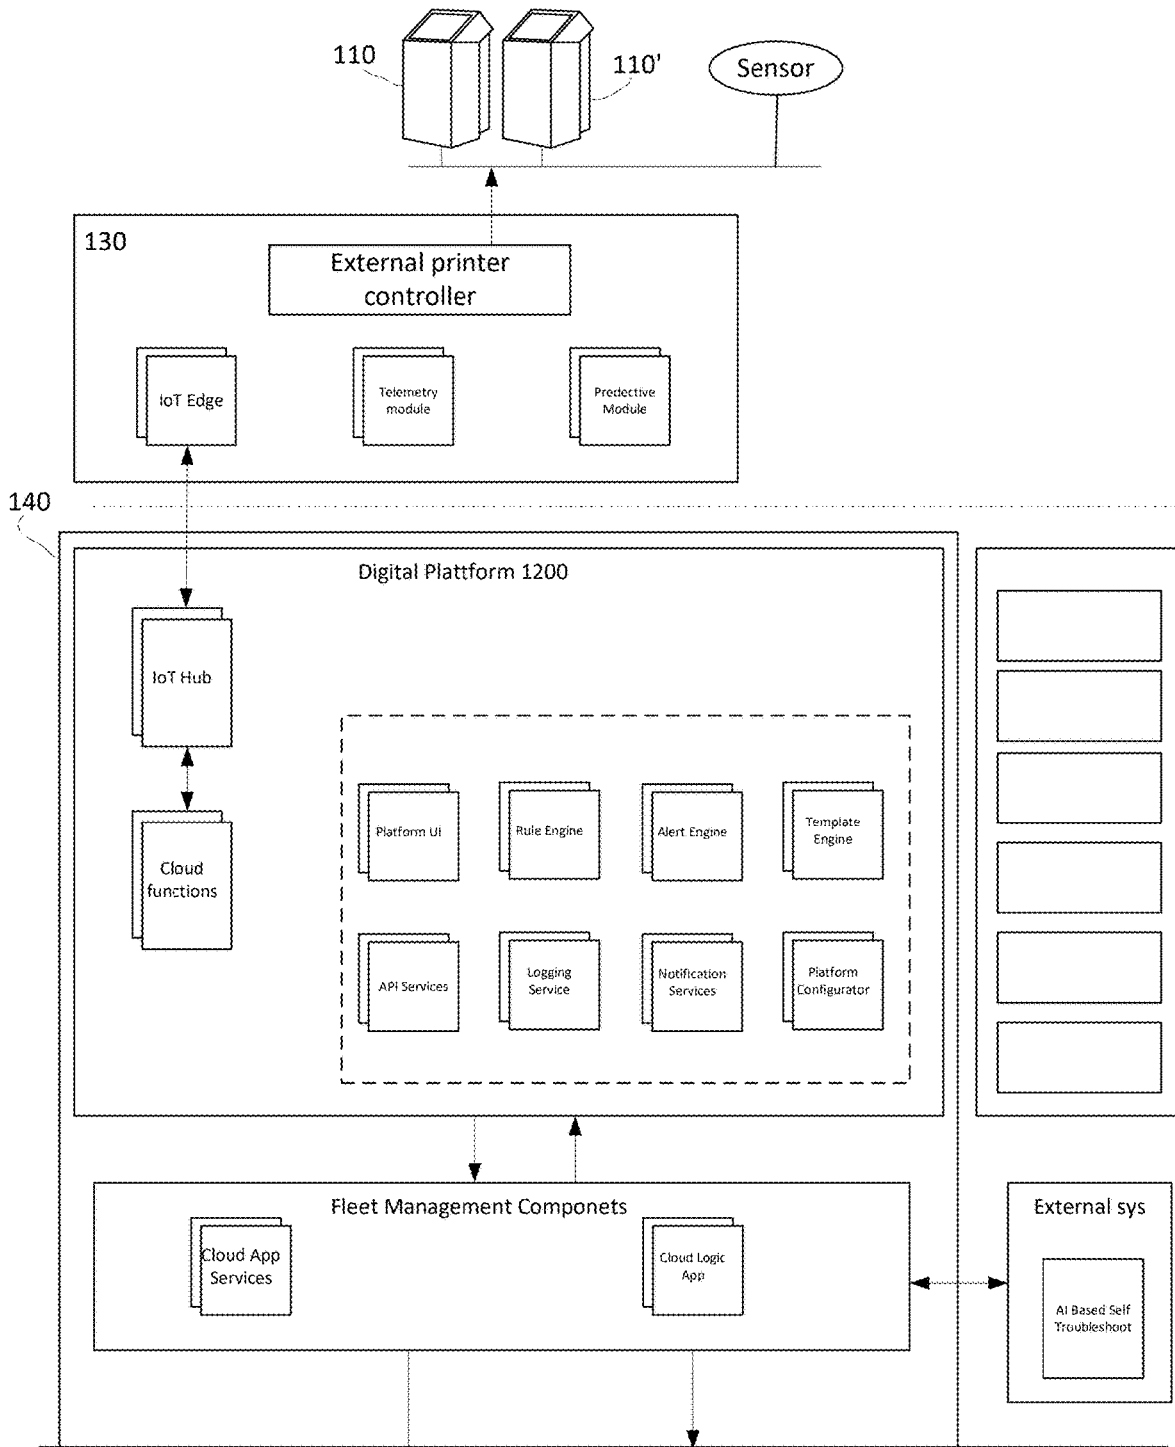 110
110'
Sensor
130
External printer
controller
IoT Edge
Telemetry
module
Predective
Module
140
Digital Plattform 1200
IoT Hub
Cloud
functions
Platform UI
Rule Engine
Alert Engine
Template
Engine
API Services
Logging
Service
Notification
Services
Platform
Configurator
Fleet Management Componets
Cloud App
Services
Cloud Logic
App
External sys
AI Based Self
Troubleshoot